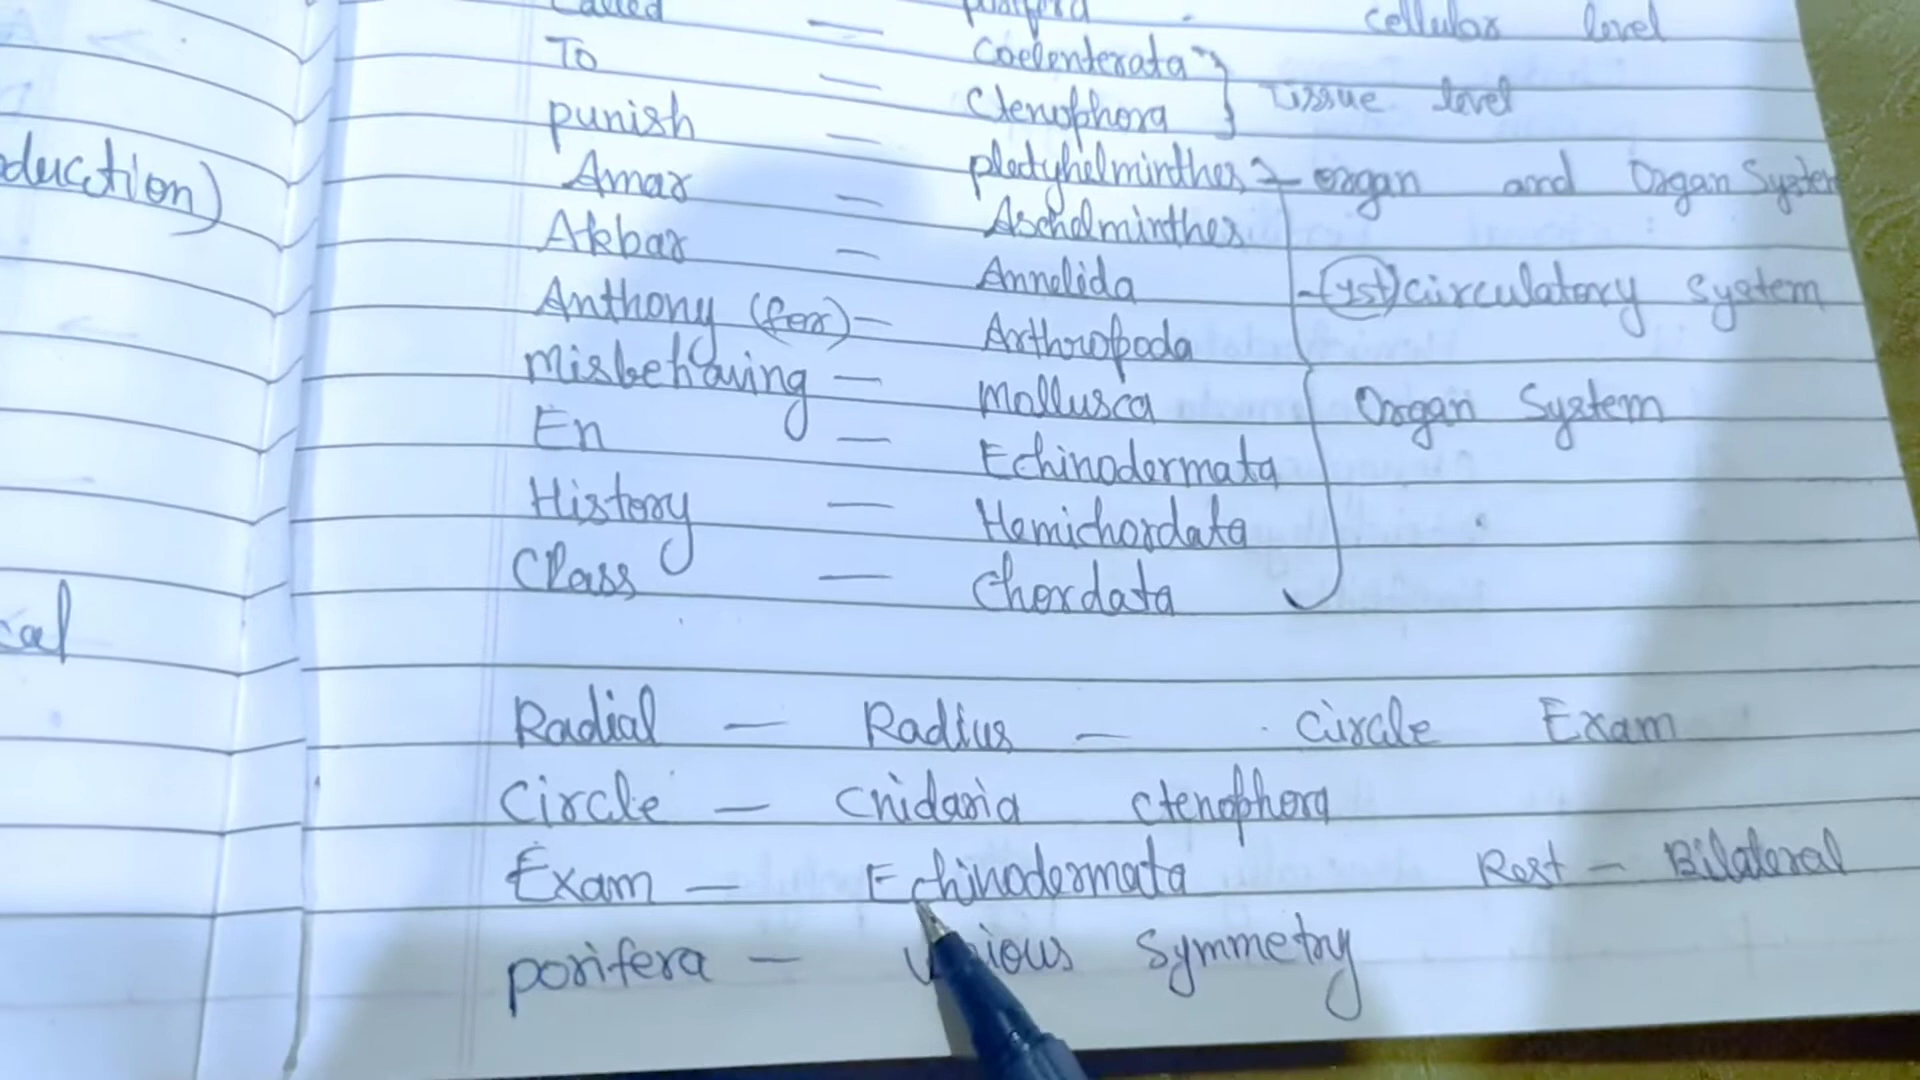 Called — porifera - cellular level
To — Coelenterata
punish — Ctenophora } Tissue level
Amar — platyhelminthes - organ and Organ System
Akbar — Aschelminthes
Anthony (for) — Annelida - (1st) circulatory system
Arthropoda
Misbehaving — Mollusca Organ System
En — Echinodermata
History — Hemichordata
Class — Chordata
Radial — Radius — Circle Exam
Circle — Cnidaria Ctenophora
Exam — Echinodermata Rest - Bilateral
porifera — Symmetry
oduction)
cal